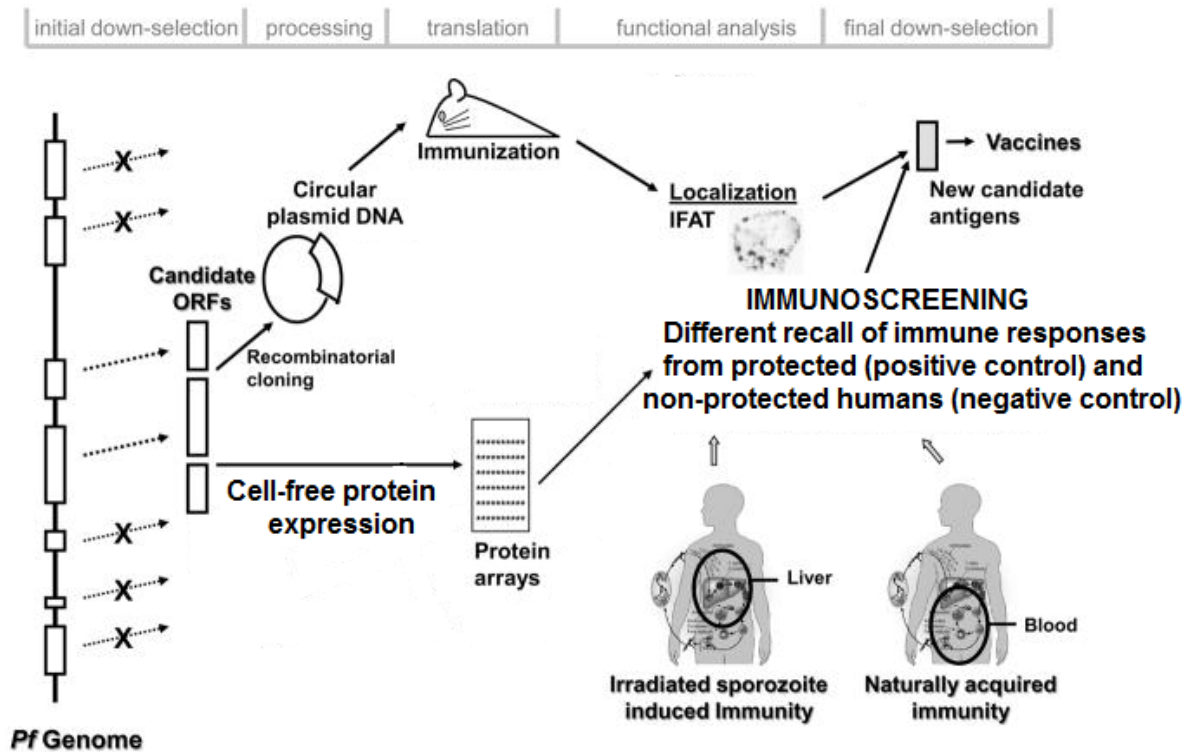 initial down-selection
processing
translation
functional analysis
final down-selection
X
X
Immunization
Vaccines
New candidate
antigens
Localization
IFAT
Circular
plasmid DNA
Candidate
ORFs
Recombinatorial
cloning
IMMUNOSCREENING
Different recall of immune responses
from protected (positive control) and
non-protected humans (negative control)
Cell-free protein
expression
Protein
arrays
X
X
X
Liver
Blood
Irradiated sporozoite
induced Immunity
Naturally acquired
immunity
Pf Genome